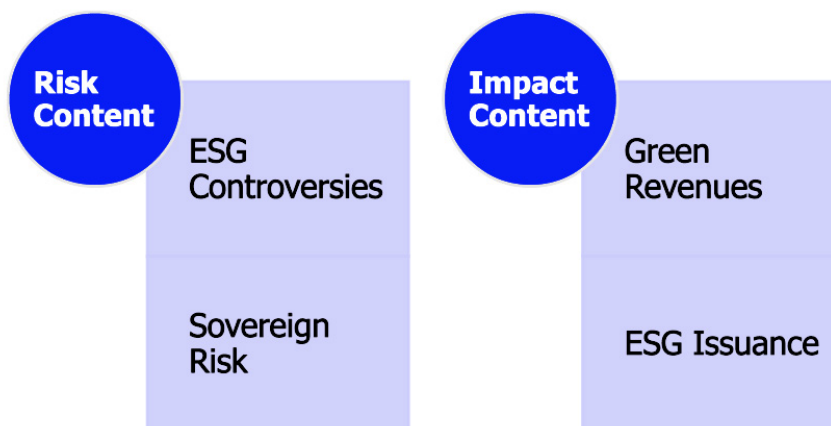 Risk
Content
ESG
Controversies
Sovereign
Risk
Impact
Content
Green
Revenues
ESG Issuance